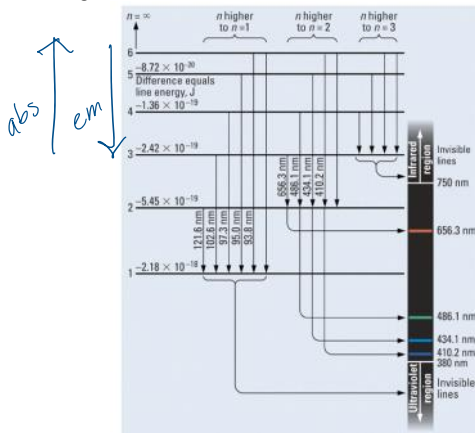 n = ∞
n higher
to n=1
n higher
to n=2
n higher
to n=3
6
−8.72 × 10⁻²⁰
5
Difference equals
line energy, J
−1.36 × 10⁻¹⁹
4
abs
em
−2.42 × 10⁻¹⁹
3
−5.45 × 10⁻¹⁹
2
−2.18 × 10⁻¹⁸
1
121.6 nm
102.6 nm
97.3 nm
95.0 nm
93.8 nm
656.3 nm
486.1 nm
434.1 nm
410.2 nm
Infrared
region
Invisible
lines
750 nm
656.3 nm
486.1 nm
434.1 nm
410.2 nm
380 nm
Ultraviolet
region
Invisible
lines